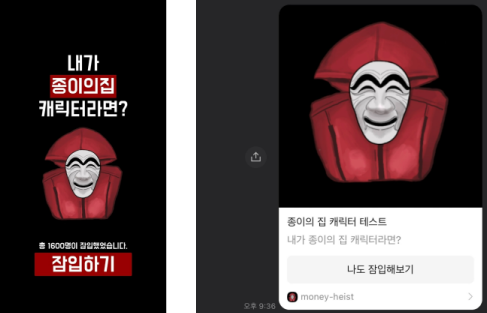 내가
종이의집
캐릭터라면?
총 1600명이 잠입했었습니다.
잠입하기
종이의 집 캐릭터 테스트
내가 종이의 집 캐릭터라면?
나도 잠입해보기
money-heist
오후 9:36